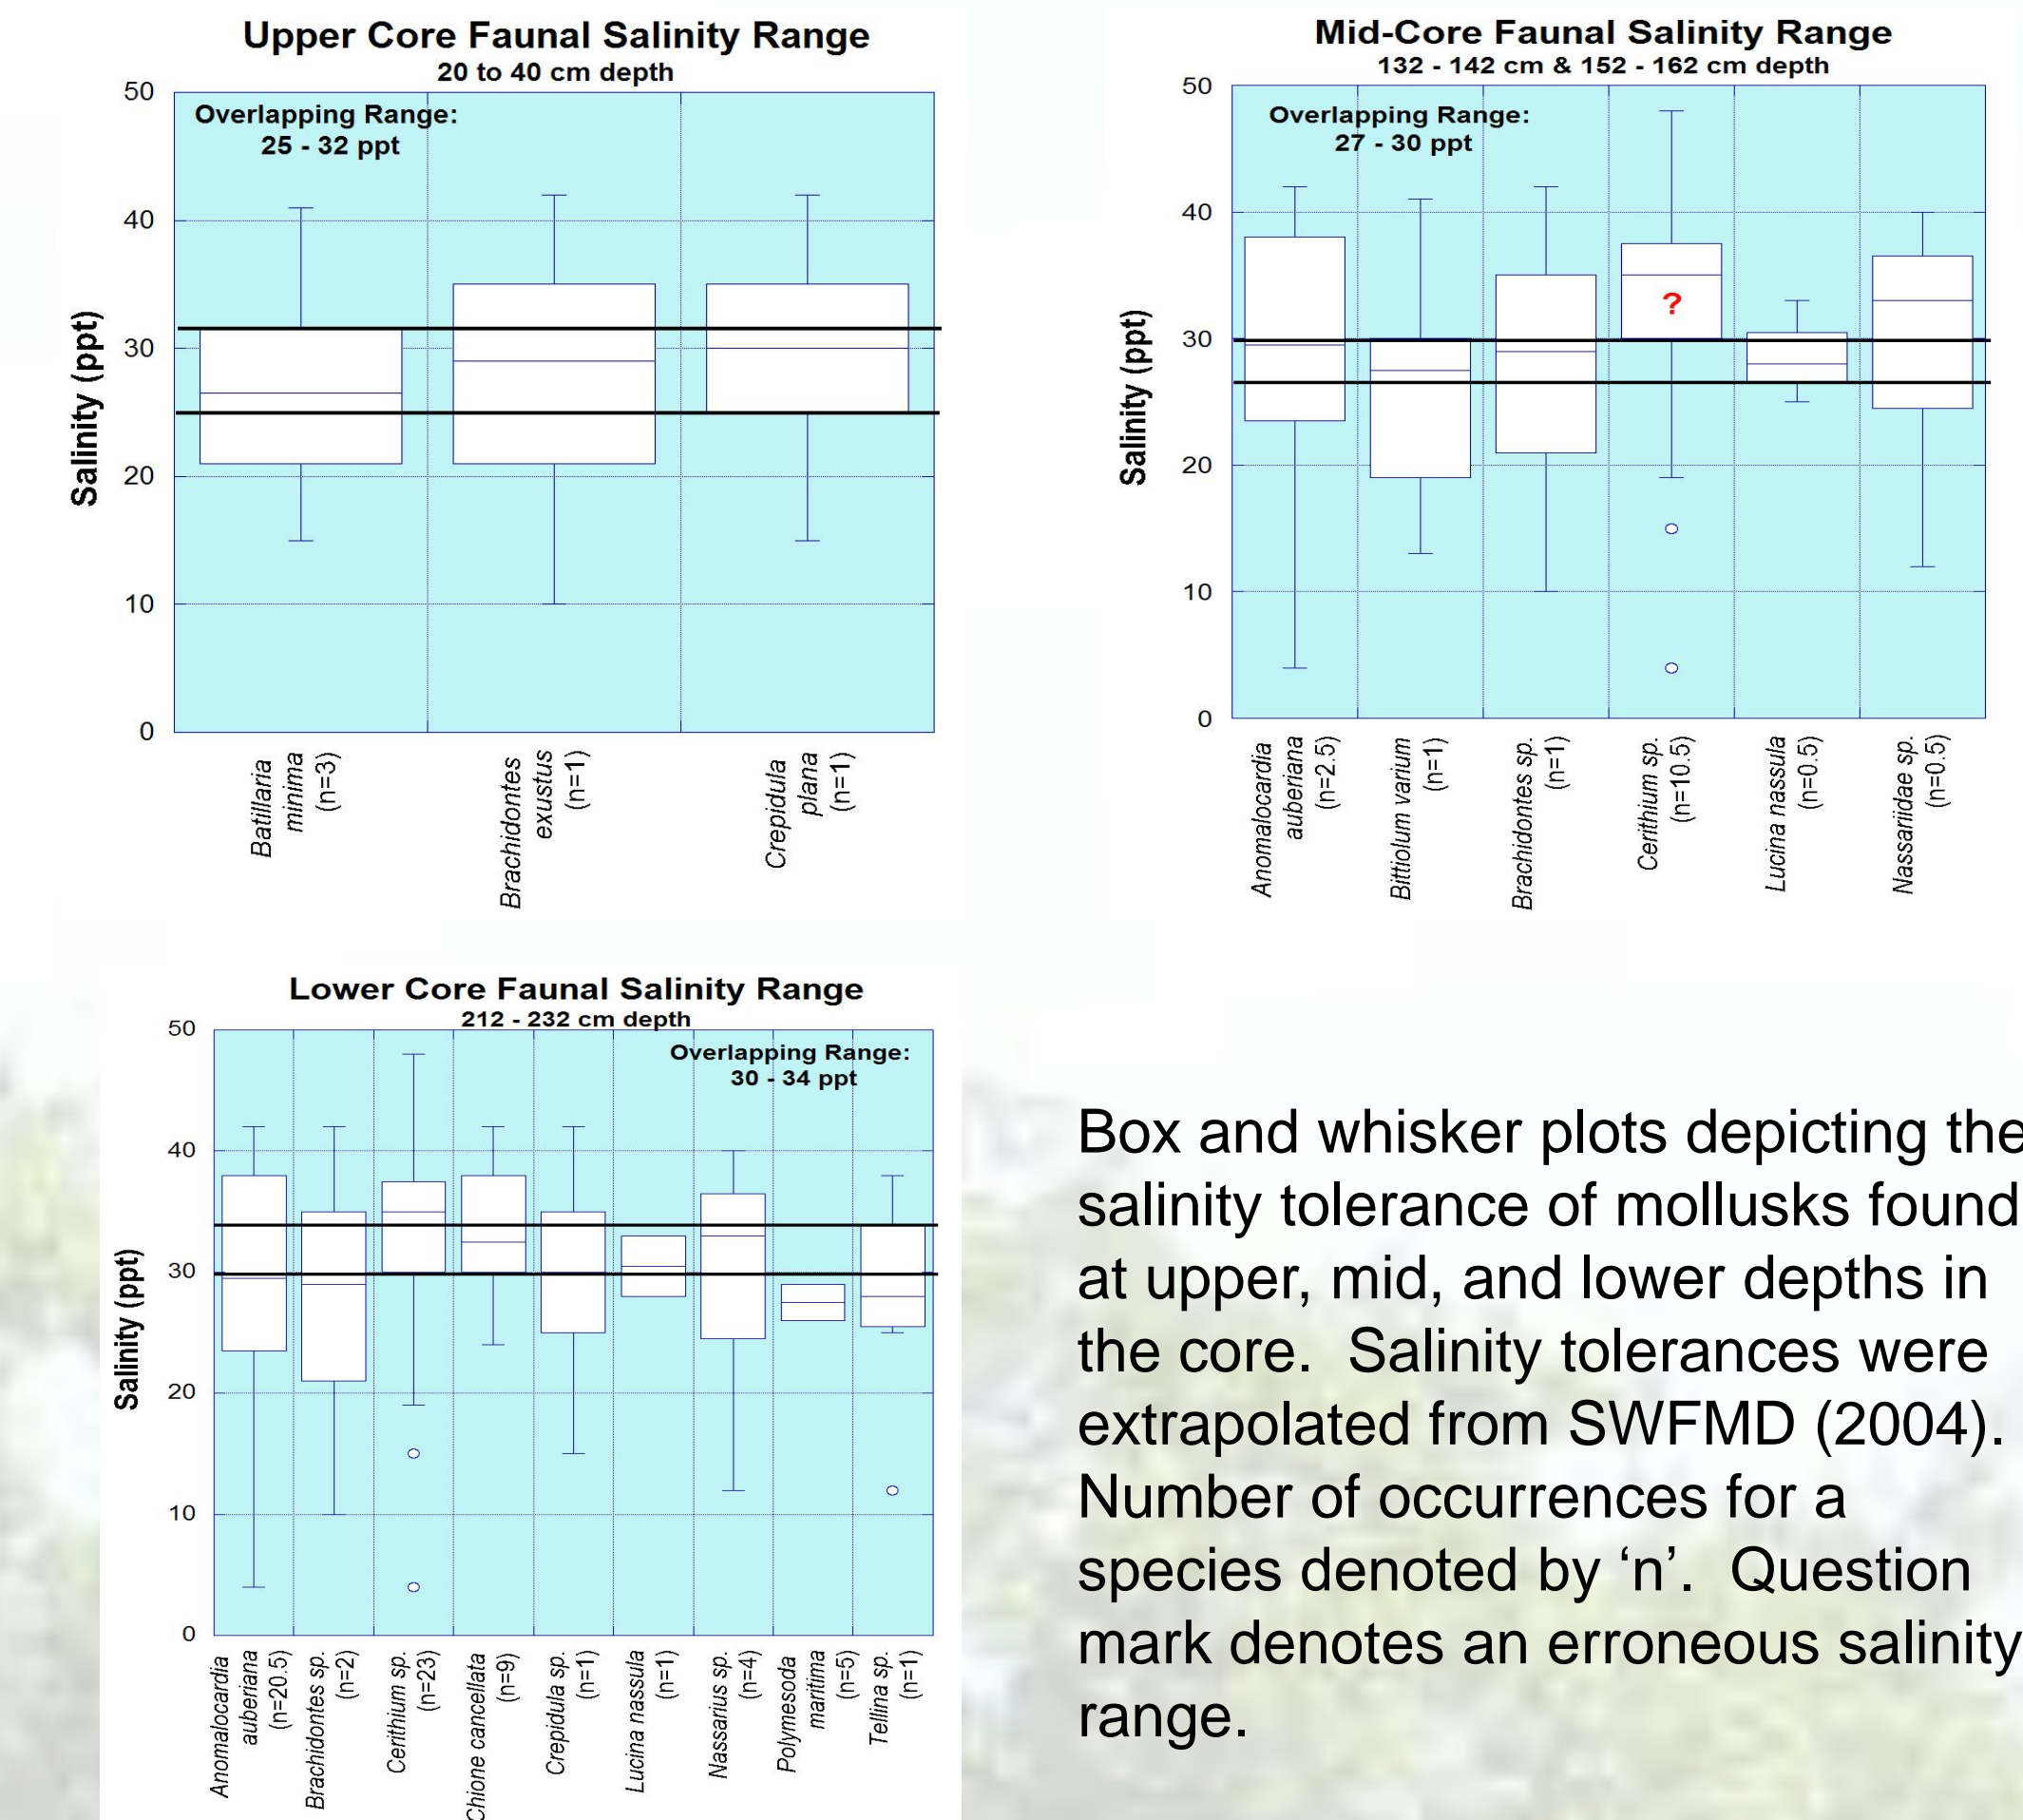 Upper Core Faunal Salinity Range
20 to 40 cm depth
Overlapping Range:
25 - 32 ppt
Salinity (ppt)
50
40
30
20
10
0
Batillaria
minima
(n=3)
Brachidontes
exustus
(n=1)
Crepidula
plana
(n=1)
Mid-Core Faunal Salinity Range
132 - 142 cm & 152 - 162 cm depth
Overlapping Range:
27 - 30 ppt
Salinity (ppt)
50
40
30
20
10
0
?
Anomalocardia
auberiana
(n=2.5)
Bittiolum varium
(n=1)
Brachidontes sp.
(n=1)
Cerithium sp.
(n=10.5)
Lucina nassula
(n=0.5)
Nassariidae sp.
(n=0.5)
Lower Core Faunal Salinity Range
212 - 232 cm depth
Overlapping Range:
30 - 34 ppt
Salinity (ppt)
50
40
30
20
10
0
Anomalocardia
auberiana
(n=20.5)
Brachidontes sp.
(n=2)
Cerithium sp.
(n=23)
Chione cancellata
(n=9)
Crepidula sp.
(n=1)
Lucina nassula
(n=1)
Nassarius sp.
(n=4)
Polymesoda
maritima
(n=5)
Tellina sp.
(n=1)
Box and whisker plots depicting the
salinity tolerance of mollusks found
at upper, mid, and lower depths in
the core. Salinity tolerances were
extrapolated from SWFMD (2004).
Number of occurrences for a
species denoted by ‘n’. Question
mark denotes an erroneous salinity
range.